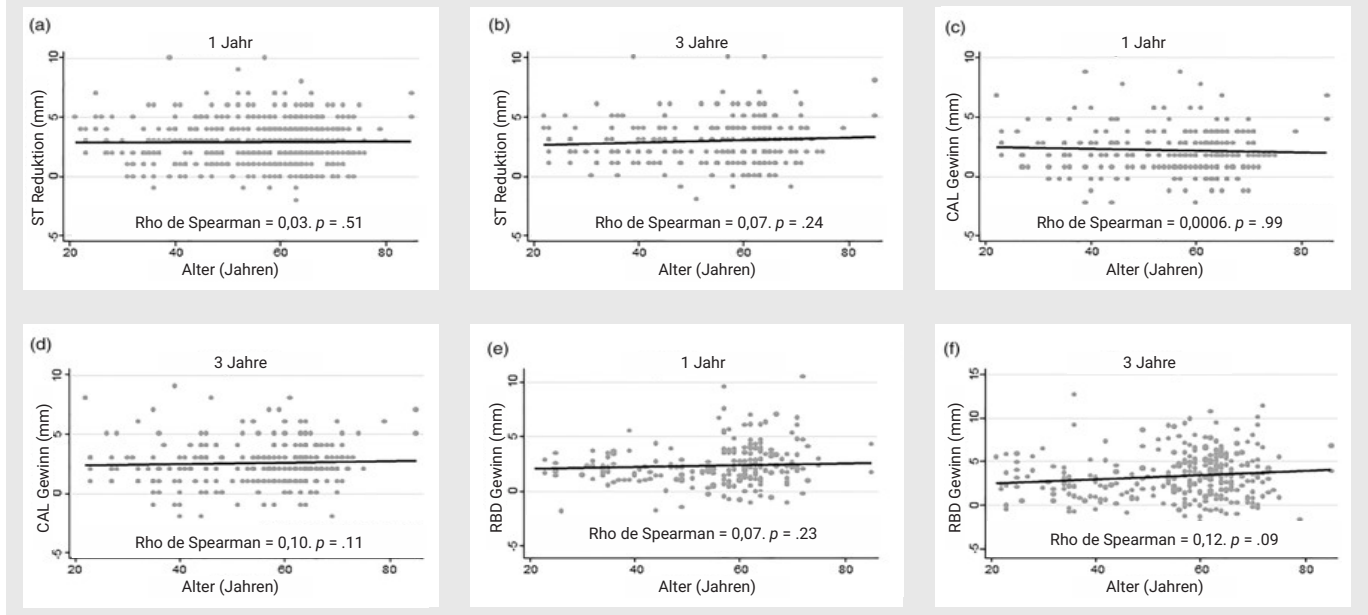 (a)
1 Jahr
ST Reduktion (mm)
10
5
0
-5
Rho de Spearman = 0,03. p = .51
20 40 60 80
Alter (Jahren)
(b)
3 Jahre
ST Reduktion (mm)
10
5
0
-5
Rho de Spearman = 0,07. p = .24
20 40 60 80
Alter (Jahren)
(c)
1 Jahr
CAL Gewinn (mm)
10
5
0
-5
Rho de Spearman = 0,0006. p = .99
20 40 60 80
Alter (Jahren)
(d)
3 Jahre
CAL Gewinn (mm)
10
5
0
-5
Rho de Spearman = 0,10. p = .11
20 40 60 80
Alter (Jahren)
(e)
1 Jahr
RBD Gewinn (mm)
10
5
0
-5
Rho de Spearman = 0,07. p = .23
20 40 60 80
Alter (Jahren)
(f)
3 Jahre
RBD Gewinn (mm)
15
10
5
0
-5
Rho de Spearman = 0,12. p = .09
20 40 60 80
Alter (Jahren)